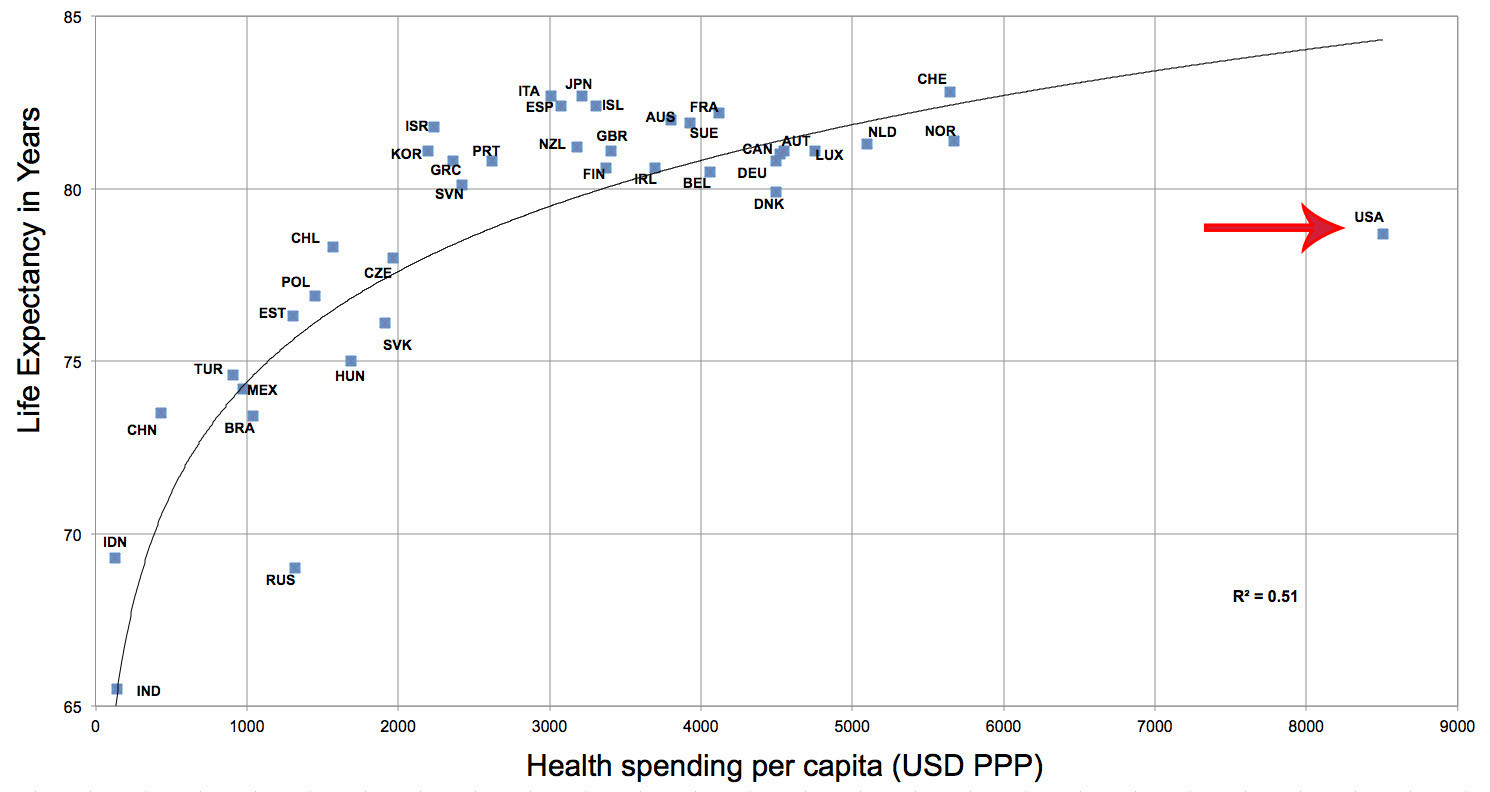 85
80
75
70
65
Life Expectancy in Years
CHE
ITA
JPN
ESP
ISL
FRA
AUS
SUE
ISR
KOR
GRC
PRT
SVN
NZL
GBR
FIN
IRL
BEL
CAN
AUT
DEU
LUX
DNK
NLD
NOR
USA
CHL
CZE
POL
EST
SVK
HUN
TUR
MEX
BRA
CHN
IDN
RUS
R² = 0.51
IND
0
1000
2000
3000
4000
5000
6000
7000
8000
9000
Health spending per capita (USD PPP)